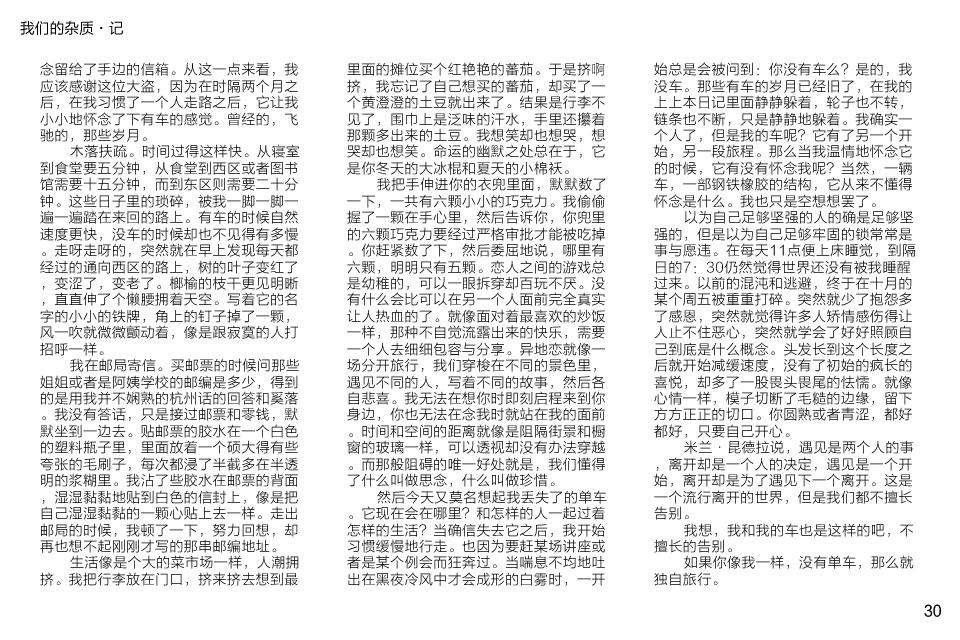 我们的杂质·记
念留给了手边的信箱。从这一点来看，我
应该感谢这位大盗，因为在时隔两个月之
后，在我习惯了一个人走路之后，它让我
小小地怀念了下有车的感觉。曾经的，飞
驰的，那些岁月。
木落扶疏。时间过得这样快。从寝室
到食堂要五分钟，从食堂到西区或者图书
馆需要十五分钟，而到东区则需要二十分
钟。这些日子里的琐碎，被我一脚一脚一
遍一遍踏在来回的路上。有车的时候自然
速度更快，没车的时候却也不见得有多慢
。走呀走呀的，突然就在早上发现每天都
经过的通向西区的路上，树的叶子变红了
，变涩了，变老了。榔榆的枝干更见明晰
，直直伸了个懒腰拥着天空。写着它的名
字的小小的铁牌，角上的钉子掉了一颗，
风一吹就微微颤动着，像是跟寂寞的人打
招呼一样。
我在邮局寄信。买邮票的时候问那些
姐姐或者是阿姨学校的邮编是多少，得到
的是用我并不娴熟的杭州话的回答和奚落
。我没有答话，只是接过邮票和零钱，默
默坐到一边去。贴邮票的胶水在一个白色
的塑料瓶子里，里面放着一个硕大得有些
夸张的毛刷子，每次都浸了半截多在半透
明的浆糊里。我沾了些胶水在邮票的背面
，湿湿黏黏地贴到白色的信封上，像是把
自己湿湿黏黏的一颗心贴上去一样。走出
邮局的时候，我顿了一下，努力回想，却
再也想不起刚刚才写的那串邮编地址。
生活像是个大的菜市场一样，人潮拥
挤。我把行李放在门口，挤来挤去想到最
里面的摊位买个红艳艳的蕃茄。于是挤啊
挤，我忘记了自己想买的蕃茄，却买了一
个黄澄澄的土豆就出来了。结果是行李不
见了，围巾上是泛味的汗水，手里还攥着
那颗多出来的土豆。我想笑却也想哭，想
哭却也想笑。命运的幽默之处总在于，它
是你冬天的大冰棍和夏天的小棉袄。
我把手伸进你的衣兜里面，默默数了
一下，一共有六颗小小的巧克力。我偷偷
握了一颗在手心里，然后告诉你，你兜里
的六颗巧克力要经过严格审批才能被吃掉
。你赶紧数了下，然后委屈地说，哪里有
六颗，明明只有五颗。恋人之间的游戏总
是幼稚的，可以一眼拆穿却百玩不厌。没
有什么会比可以在另一个人面前完全真实
让人热血的了。就像面对着最喜欢的炒饭
一样，那种不自觉流露出来的快乐，需要
一个人去细细包容与分享。异地恋就像一
场分开旅行，我们穿梭在不同的景色里，
遇见不同的人，写着不同的故事，然后各
自悲喜。我无法在想你时即刻启程来到你
身边，你也无法在念我时就站在我的面前
。时间和空间的距离就像是阻隔街景和橱
窗的玻璃一样，可以透视却没有办法穿越
。而那般阻碍的唯一好处就是，我们懂得
了什么叫做思念，什么叫做珍惜。
然后今天又莫名想起我丢失了的单车
。它现在会在哪里？和怎样的人一起过着
怎样的生活？当确信失去它之后，我开始
习惯缓慢地行走。也因为要赶某场讲座或
者是某个例会而狂奔过。当喘息不均地吐
出在黑夜冷风中才会成形的白雾时，一开
始总是会被问到：你没有车么？是的，我
没车。那些有车的岁月已经旧了，在我的
上上本日记里面静静躲着，轮子也不转，
链条也不断，只是静静地躲着。我确实一
个人了，但是我的车呢？它有了另一个开
始，另一段旅程。那么当我温情地怀念它
的时候，它有没有怀念我呢？当然，一辆
车，一部钢铁橡胶的结构，它从来不懂得
怀念是什么。我也只是空想想罢了。
以为自己足够坚强的人的确是足够坚
强的，但是以为自己足够牢固的锁常常是
事与愿违。在每天11点便上床睡觉，到隔
日的7：30仍然觉得世界还没有被我睡醒
过来。以前的混沌和逃避，终于在十月的
某个周五被重重打碎。突然就少了抱怨多
了感恩，突然就觉得许多人矫情感伤得让
人止不住恶心，突然就学会了好好照顾自
己到底是什么概念。头发长到这个长度之
后就开始减缓速度，没有了初始的疯长的
喜悦，却多了一股畏头畏尾的怯懦。就像
心情一样，模子切断了毛糙的边缘，留下
方方正正的切口。你圆熟或者青涩，都好
都好，只要自己开心。
米兰·昆德拉说，遇见是两个人的事
，离开却是一个人的决定，遇见是一个开
始，离开却是为了遇见下一个离开。这是
一个流行离开的世界，但是我们都不擅长
告别。
我想，我和我的车也是这样的吧，不
擅长的告别。
如果你像我一样，没有单车，那么就
独自旅行。
30